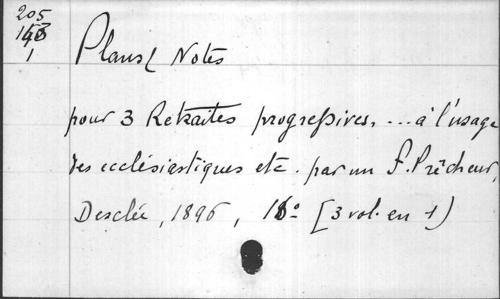 205
1
Plans & Notes
pour 3 Retraites progressives, ... à l'usage
des ecclésiastiques etc. par un F. Prêcheur,
Desclée, 1896, 18° [3 vol. en 1)